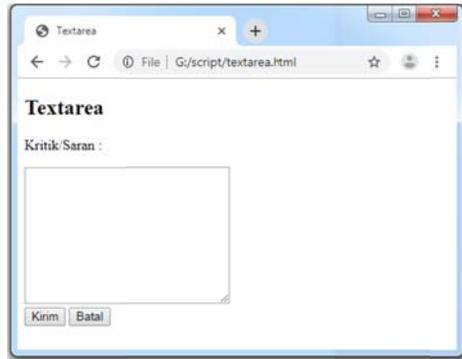 Textarea
File | G:/script/textarea.html
Textarea
Kritik/Saran :
Kirim Batal